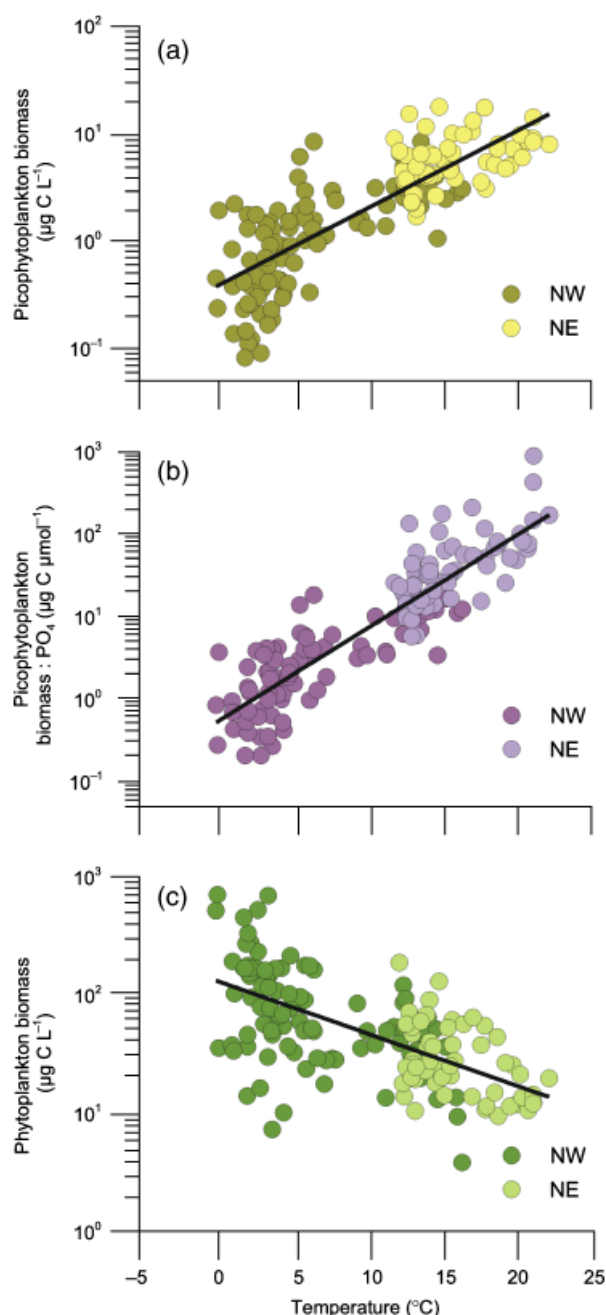 (a)
10²
10¹
10⁰
10⁻¹
Picophytoplankton biomass
(µg C L⁻¹)
NW
NE
(b)
10³
10²
10¹
10⁰
10⁻¹
Picophytoplankton
biomass : PO₄ (µg C µmol⁻¹)
NW
NE
(c)
10³
10²
10¹
10⁰
Phytoplankton biomass
(µg C L⁻¹)
NW
NE
–5 0 5 10 15 20 25
Temperature (°C)